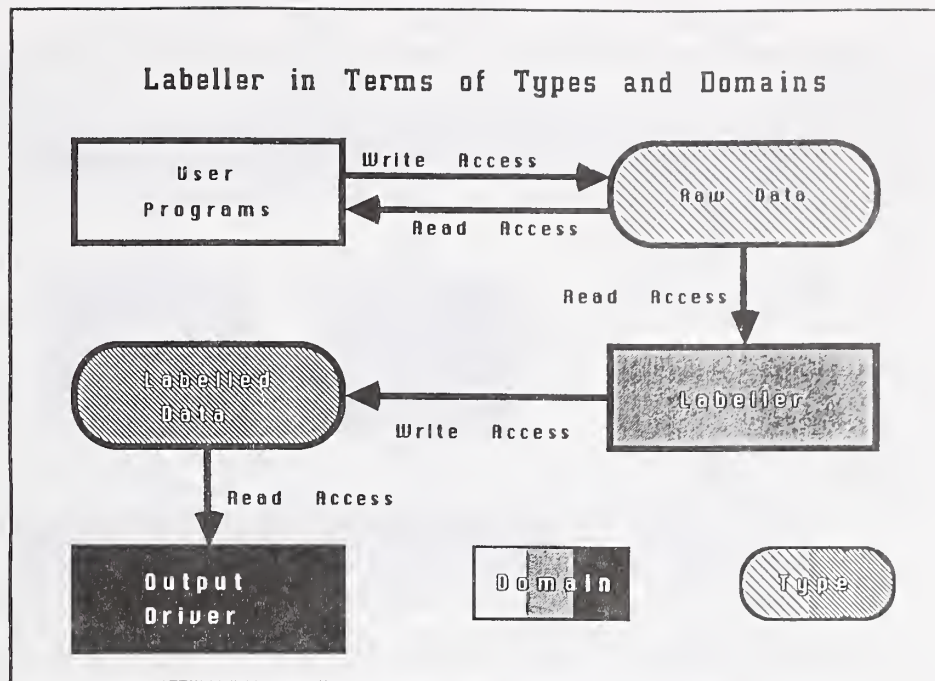 Labeller in Terms of Types and Domains
User
Programs
Write Access
Read Access
Raw Data
Read Access
Labelled
Data
Write Access
Labeller
Read Access
Output
Driver
Domain
Type